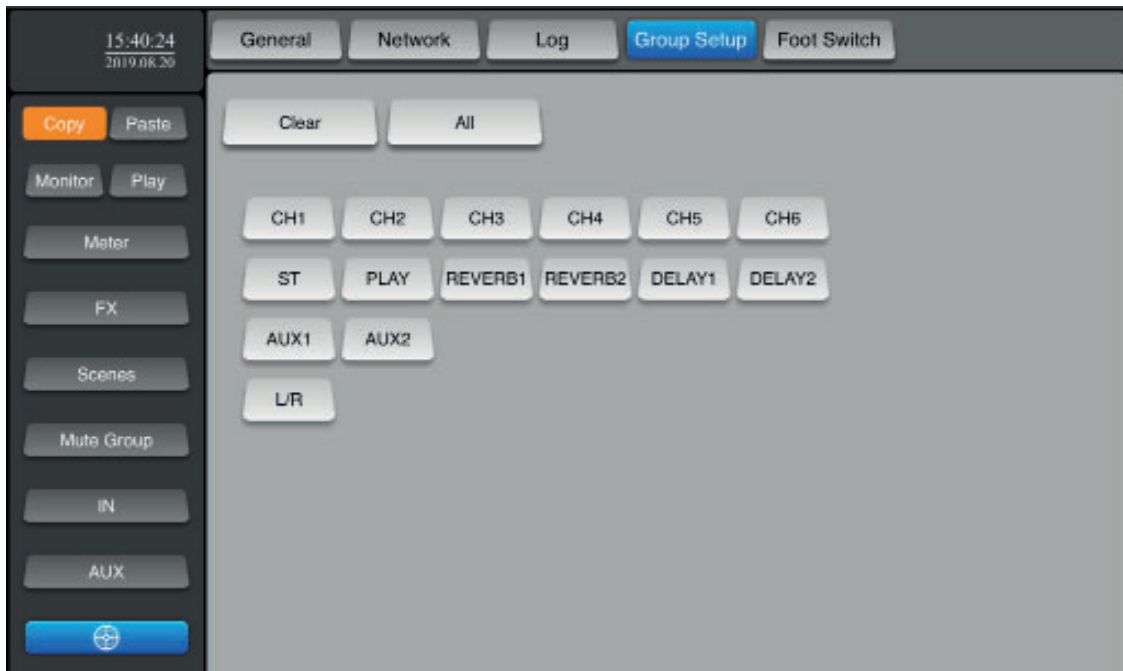 15:40:24
2019.08.20
General Network Log Group Setup Foot Switch
Copy Paste
Monitor Play
Meter
FX
Scenes
Mute Group
IN
AUX
Clear All
CH1 CH2 CH3 CH4 CH5 CH6
ST PLAY REVERB1 REVERB2 DELAY1 DELAY2
AUX1 AUX2
L/R